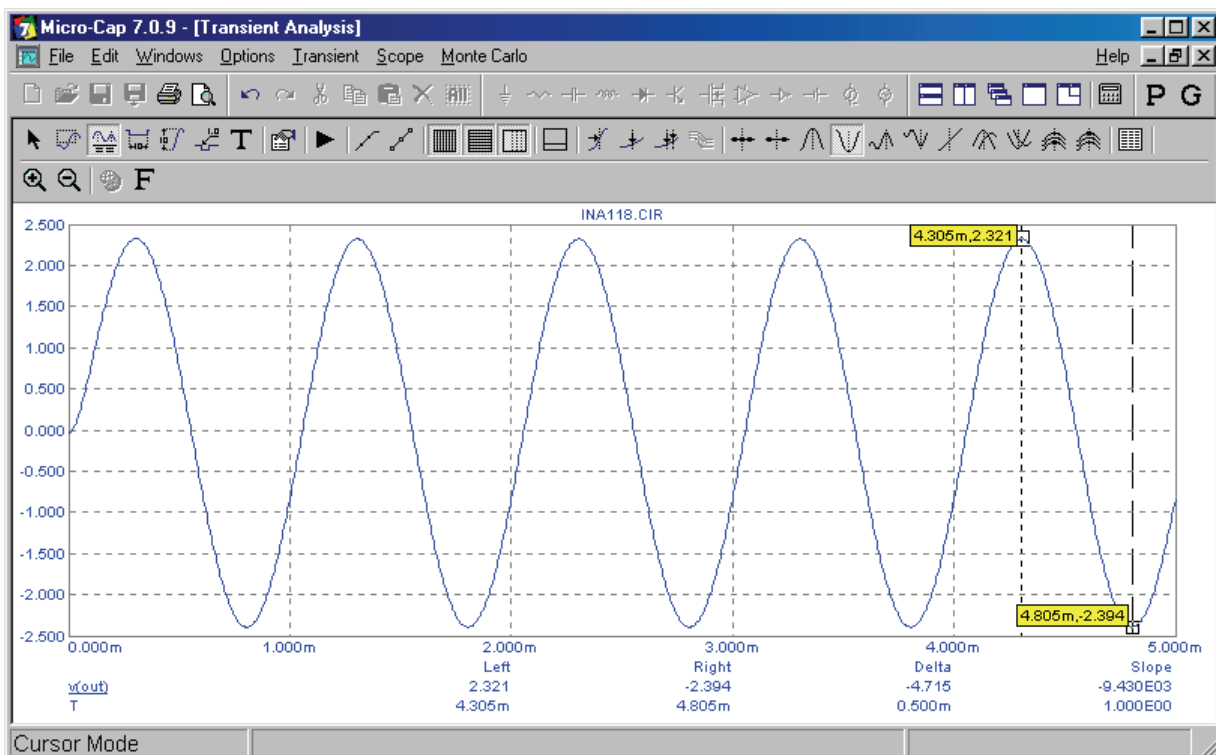 Micro-Cap 7.0.9 - [Transient Analysis]
File Edit Windows Options Transient Scope Monte Carlo Help
P G
T
F
INA118.CIR
2.500
2.000
1.500
1.000
0.500
0.000
-0.500
-1.000
-1.500
-2.000
-2.500
4.305m,2.321
4.805m,-2.394
0.000m 1.000m 2.000m 3.000m 4.000m 5.000m
Left Right Delta Slope
v(out) 2.321 -2.394 -4.715 -9.430E03
T 4.305m 4.805m 0.500m 1.000E00
Cursor Mode